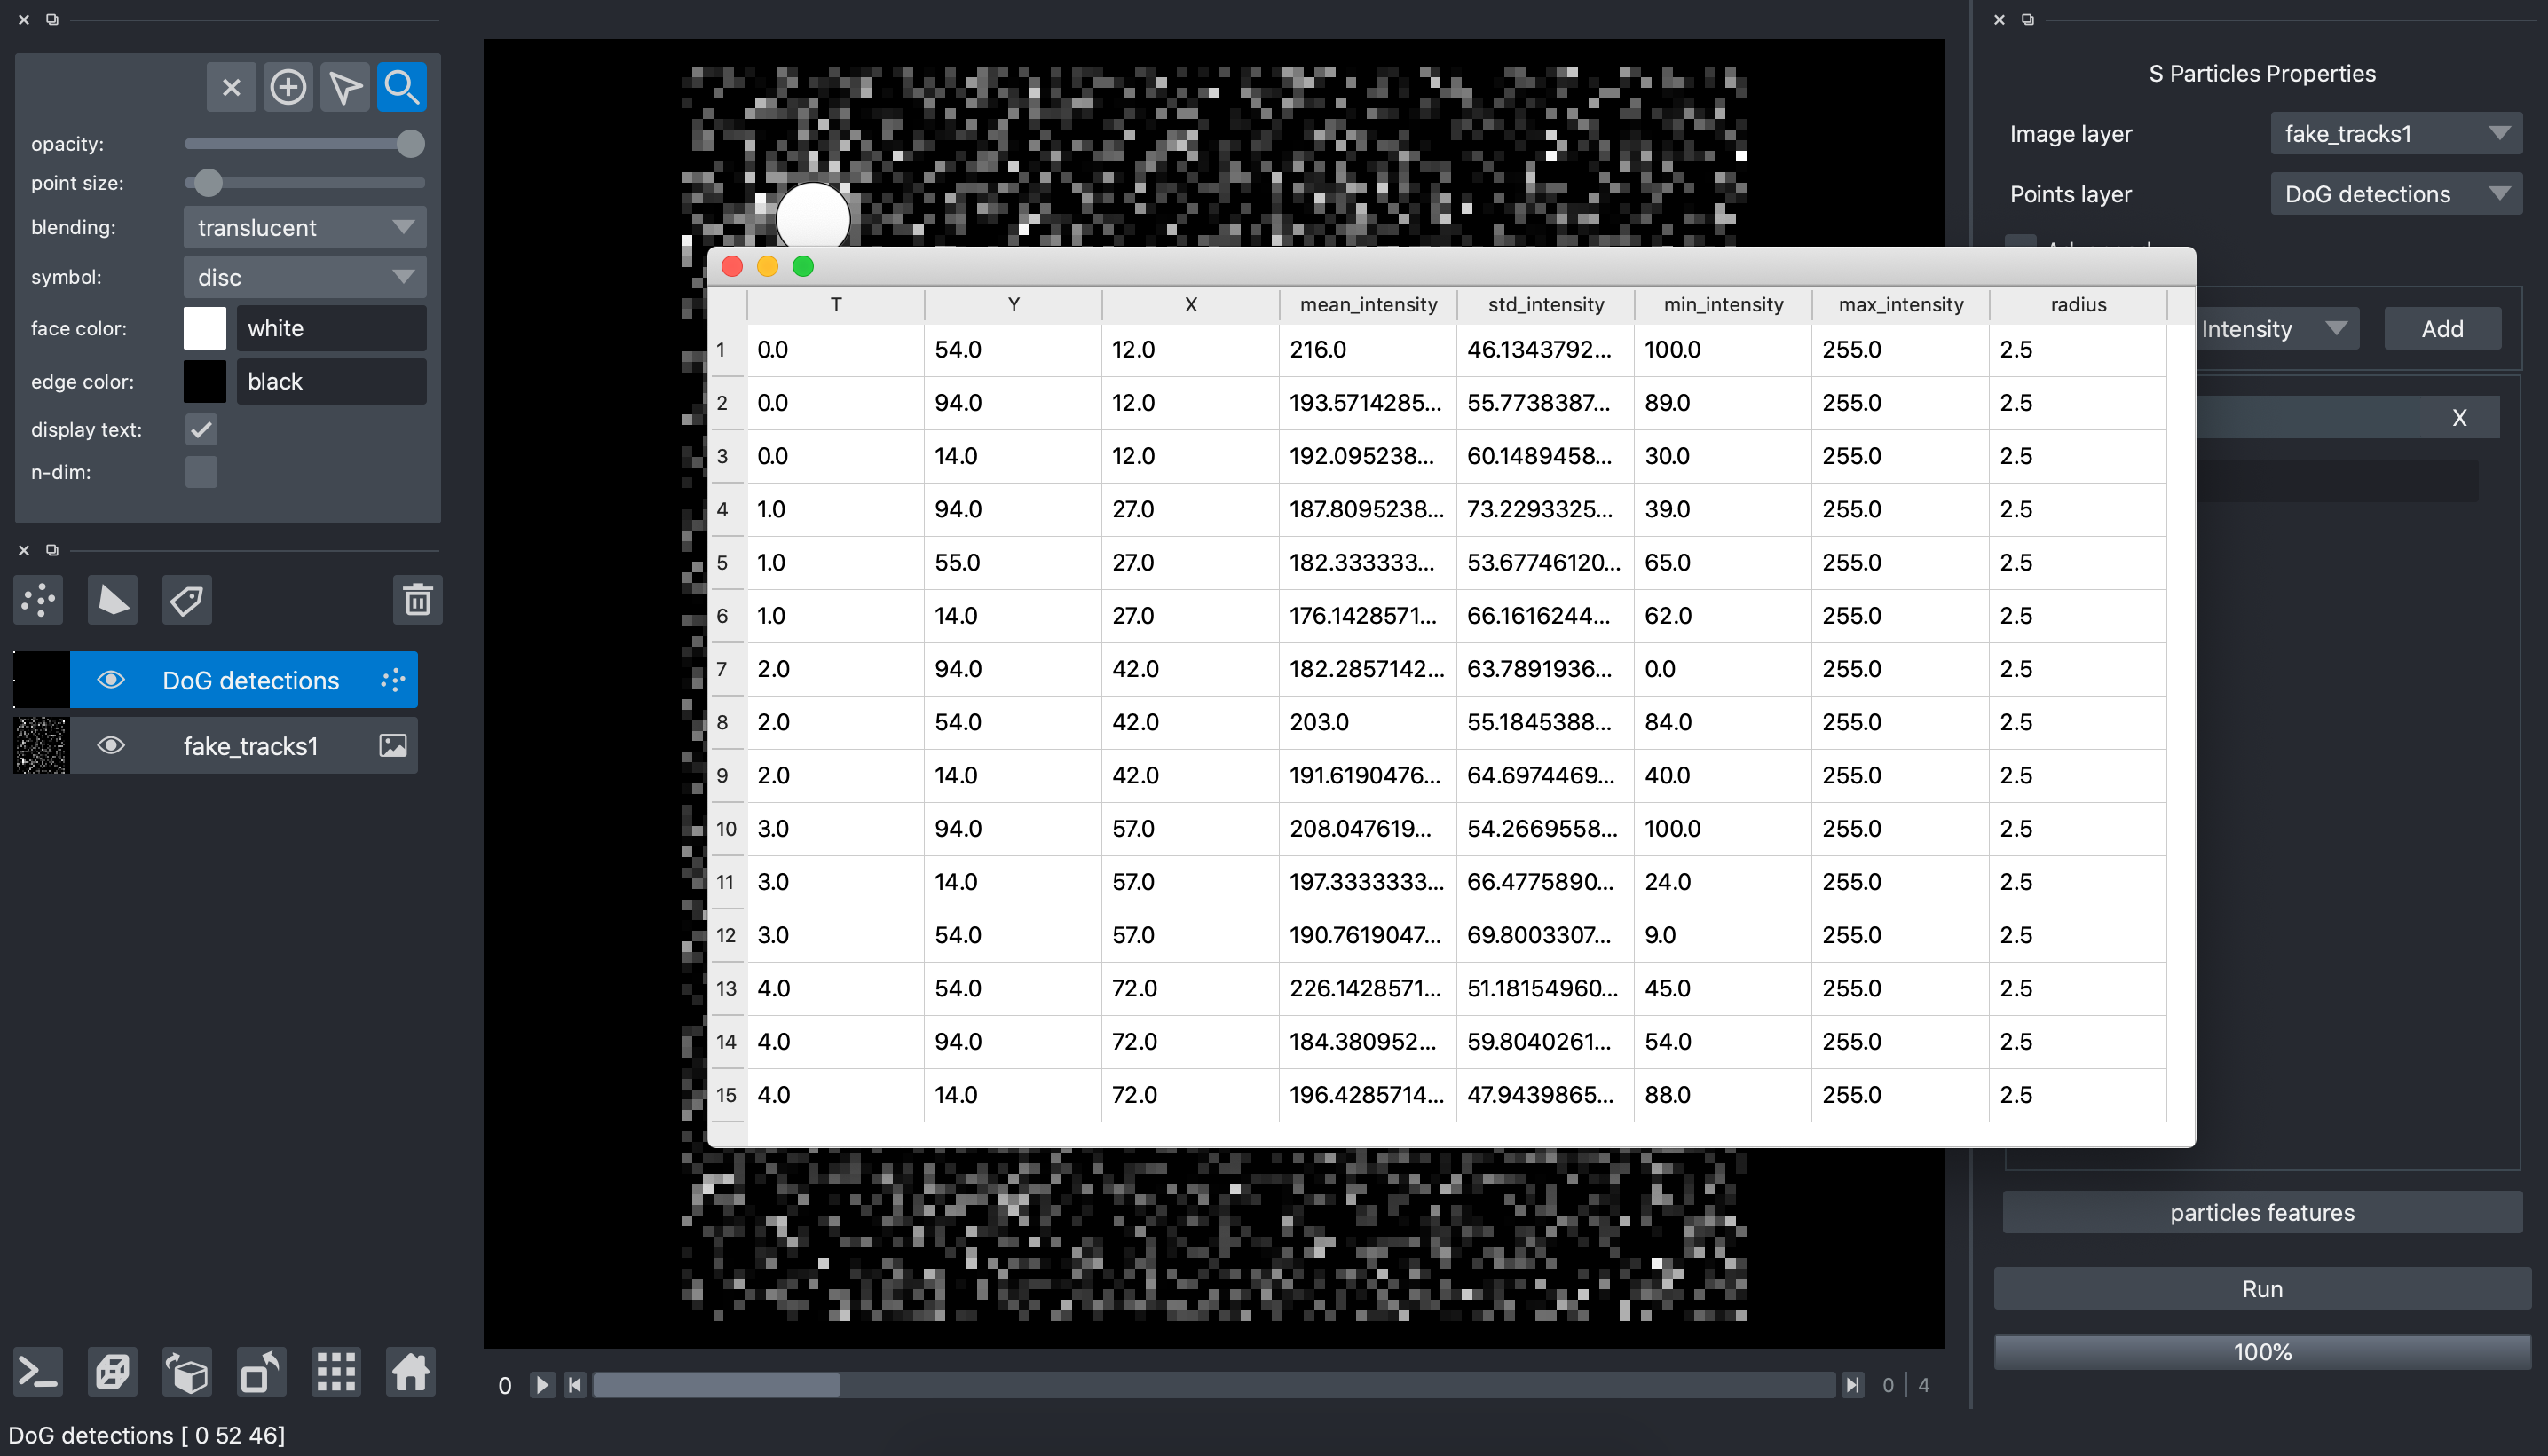 S Particles Properties
opacity:
point size:
blending: translucent
symbol: disc
face color: white
edge color: black
display text:
n-dim:
DoG detections
fake_tracks1
Image layer fake_tracks1
Points layer DoG detections
Intensity Add
X
T Y X mean_intensity std_intensity min_intensity max_intensity radius
1 0.0 54.0 12.0 216.0 46.1343792... 100.0 255.0 2.5
2 0.0 94.0 12.0 193.5714285... 55.7738387... 89.0 255.0 2.5
3 0.0 14.0 12.0 192.095238... 60.1489458... 30.0 255.0 2.5
4 1.0 94.0 27.0 187.8095238... 73.2293325... 39.0 255.0 2.5
5 1.0 55.0 27.0 182.333333... 53.67746120... 65.0 255.0 2.5
6 1.0 14.0 27.0 176.1428571... 66.1616244... 62.0 255.0 2.5
7 2.0 94.0 42.0 182.2857142... 63.7891936... 0.0 255.0 2.5
8 2.0 54.0 42.0 203.0 55.1845388... 84.0 255.0 2.5
9 2.0 14.0 42.0 191.6190476... 64.6974469... 40.0 255.0 2.5
10 3.0 94.0 57.0 208.047619... 54.2669558... 100.0 255.0 2.5
11 3.0 14.0 57.0 197.3333333... 66.4775890... 24.0 255.0 2.5
12 3.0 54.0 57.0 190.7619047... 69.8003307... 9.0 255.0 2.5
13 4.0 54.0 72.0 226.1428571... 51.18154960... 45.0 255.0 2.5
14 4.0 94.0 72.0 184.380952... 59.8040261... 54.0 255.0 2.5
15 4.0 14.0 72.0 196.4285714... 47.9439865... 88.0 255.0 2.5
particles features
Run
100%
0 0 4
DoG detections [ 0 52 46]